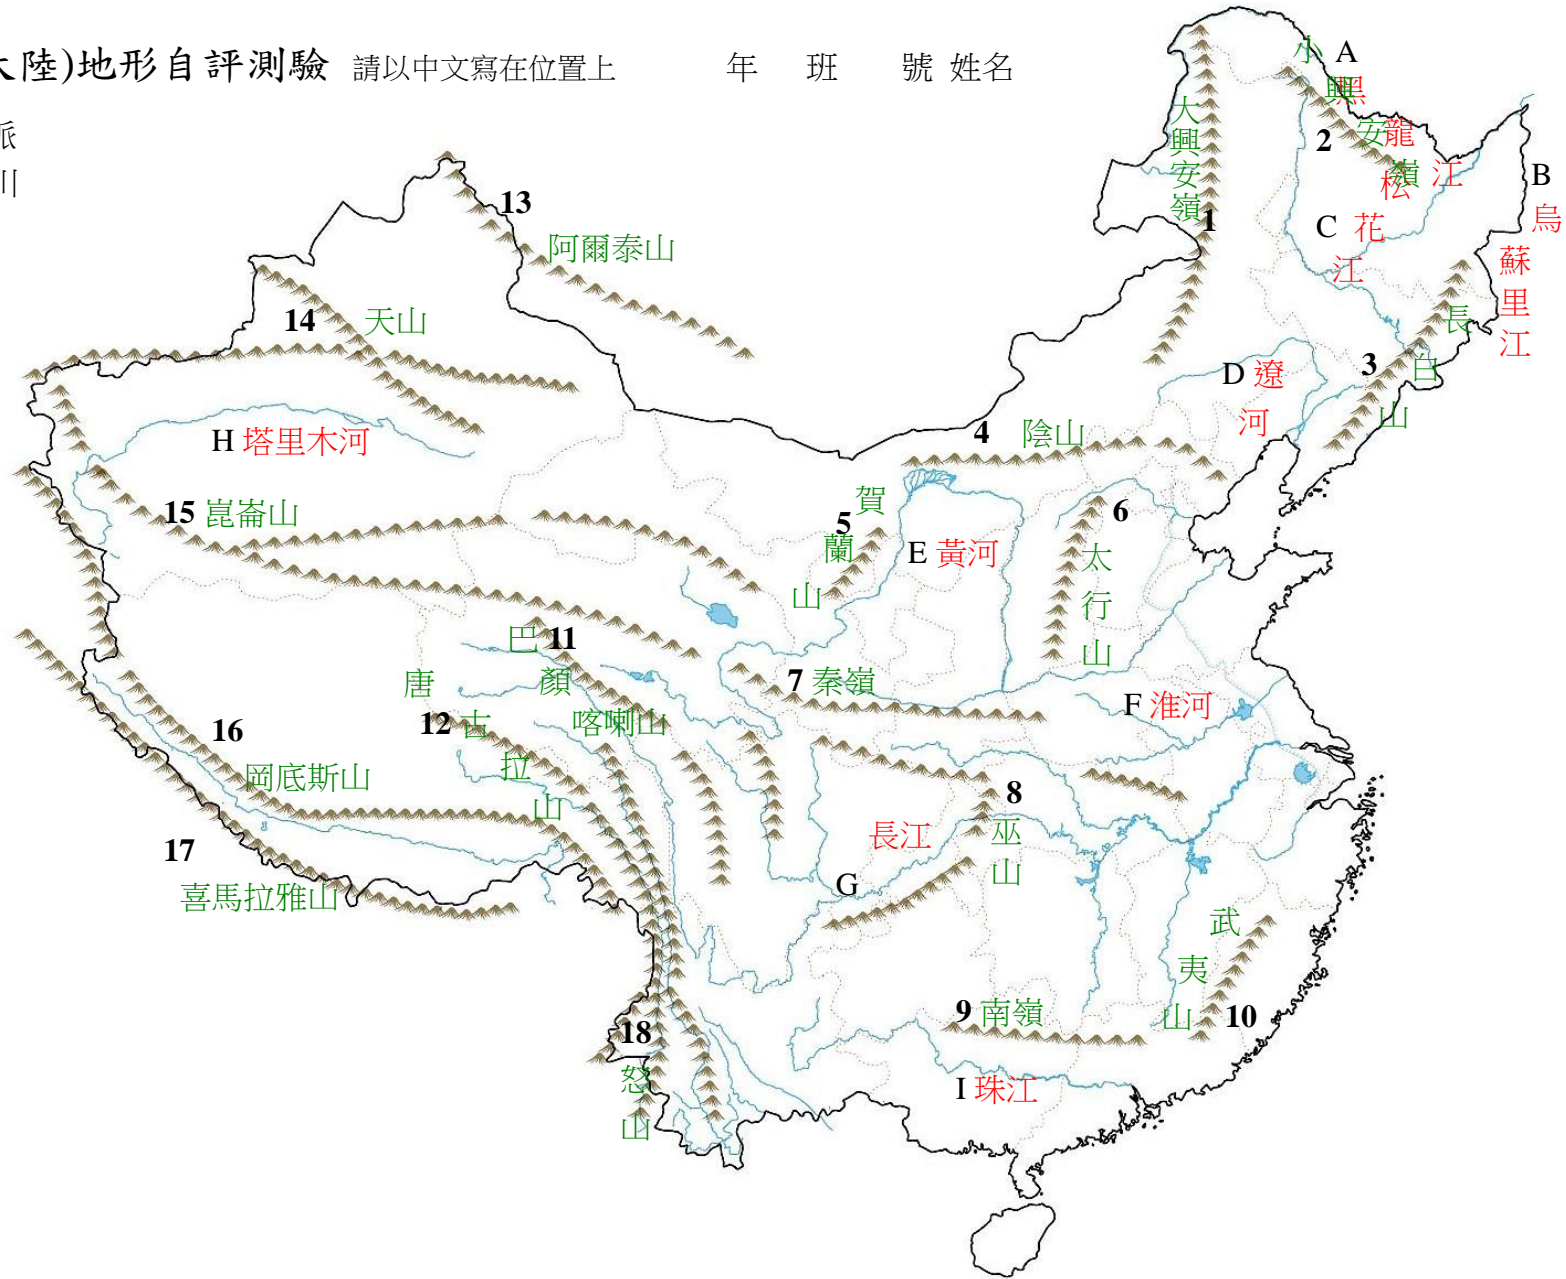 大陸)地形自評測驗 請以中文寫在位置上 年 班 號 姓名
脈
川
1 大興安嶺
2 小興安嶺
A 黑龍江
B 烏蘇里江
C 松花江
3 長白山
D 遼河
13 阿爾泰山
14 天山
H 塔里木河
4 陰山
15 崑崙山
5 賀蘭山
E 黃河
6 太行山
11 巴顏喀喇山
7 秦嶺
F 淮河
12 唐古拉山
16 岡底斯山
8 巫山
G 長江
17 喜馬拉雅山
武夷山 10
9 南嶺
18 怒山
I 珠江